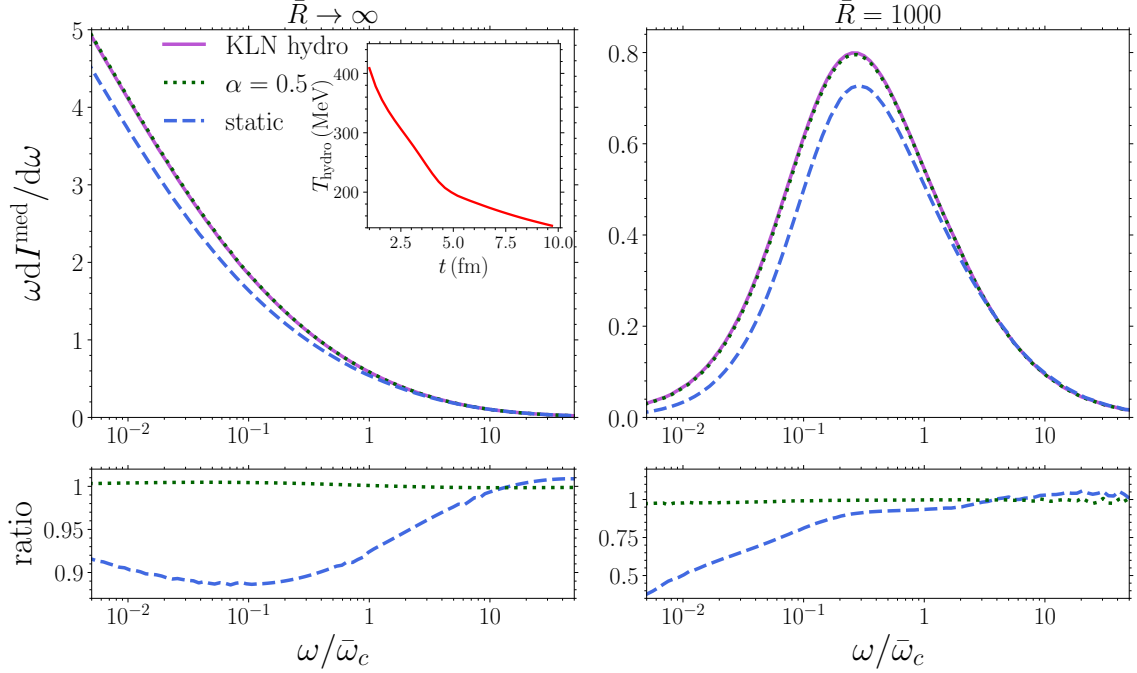 R̄ → ∞
R̄ = 1000
ωdI^med/dω
5
4
3
2
1
0
KLN hydro
α = 0.5
static
T_hydro (MeV)
400
300
200
2.5 5.0 7.5 10.0
t (fm)
10⁻² 10⁻¹ 1 10
0.8
0.6
0.4
0.2
0.0
10⁻² 10⁻¹ 1 10
ratio
1
0.95
0.9
10⁻² 10⁻¹ 1 10
ω/ω̄_c
1
0.75
0.5
10⁻² 10⁻¹ 1 10
ω/ω̄_c